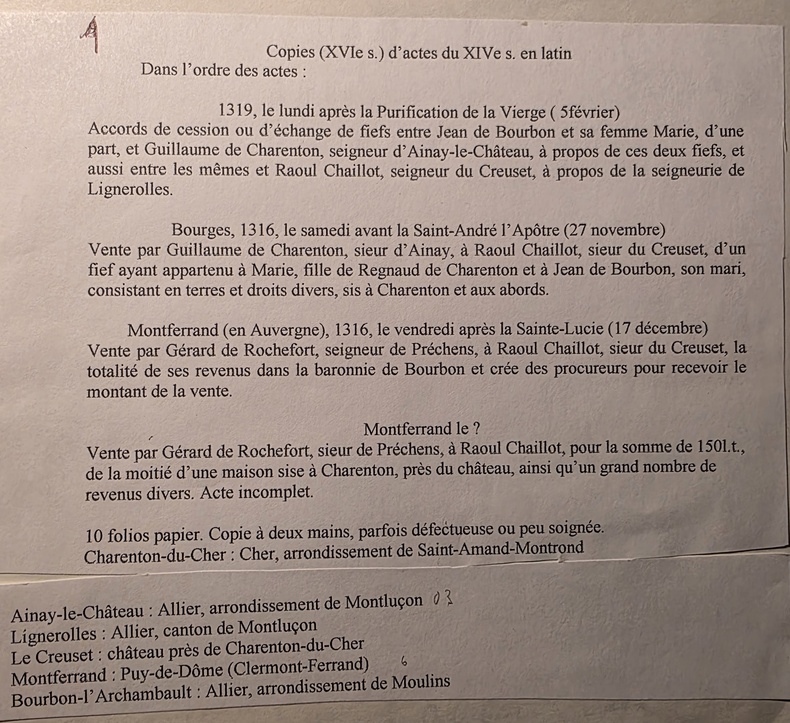 Copies (XVIe s.) d'actes du XIVe s. en latin
Dans l'ordre des actes :
1319, le lundi après la Purification de la Vierge ( 5février)
Accords de cession ou d'échange de fiefs entre Jean de Bourbon et sa femme Marie, d'une
part, et Guillaume de Charenton, seigneur d'Ainay-le-Château, à propos de ces deux fiefs, et
aussi entre les mêmes et Raoul Chaillot, seigneur du Creuset, à propos de la seigneurie de
Lignerolles.
Bourges, 1316, le samedi avant la Saint-André l'Apôtre (27 novembre)
Vente par Guillaume de Charenton, sieur d'Ainay, à Raoul Chaillot, sieur du Creuset, d'un
fief ayant appartenu à Marie, fille de Regnaud de Charenton et à Jean de Bourbon, son mari,
consistant en terres et droits divers, sis à Charenton et aux abords.
Montferrand (en Auvergne), 1316, le vendredi après la Sainte-Lucie (17 décembre)
Vente par Gérard de Rochefort, seigneur de Préchens, à Raoul Chaillot, sieur du Creuset, la
totalité de ses revenus dans la baronnie de Bourbon et crée des procureurs pour recevoir le
montant de la vente.
Montferrand le ?
Vente par Gérard de Rochefort, sieur de Préchens, à Raoul Chaillot, pour la somme de 150l.t.,
de la moitié d'une maison sise à Charenton, près du château, ainsi qu'un grand nombre de
revenus divers. Acte incomplet.
10 folios papier. Copie à deux mains, parfois défectueuse ou peu soignée.
Charenton-du-Cher : Cher, arrondissement de Saint-Amand-Montrond
Ainay-le-Château : Allier, arrondissement de Montluçon 03
Lignerolles : Allier, canton de Montluçon
Le Creuset : château près de Charenton-du-Cher
Montferrand : Puy-de-Dôme (Clermont-Ferrand) 6
Bourbon-l'Archambault : Allier, arrondissement de Moulins